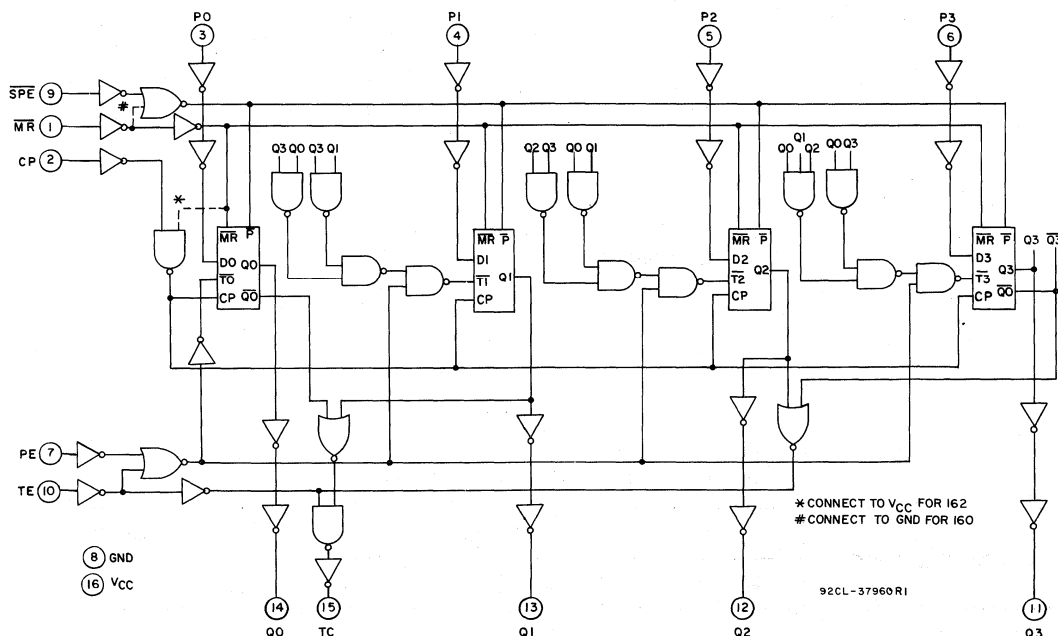 P0 P1 P2 P3
3 4 5 6
SPE 9
#
MR 1
CP 2
*
Q3 Q0 Q3 Q1
Q2 Q3 Q0 Q1
Q0 Q1 Q2 Q0 Q3
MR P
D0
T0 Q0
CP Q0
MR P
D1
T1 Q1
CP
MR P
D2
T2 Q2
CP
MR P
D3
T3 Q3
CP Q0
Q3 Q3
PE 7
TE 10
* CONNECT TO VCC FOR 162
# CONNECT TO GND FOR 160
8 GND
16 VCC
92CL-37960R1
14 15 13 12 11
Q0 TC Q1 Q2 Q3